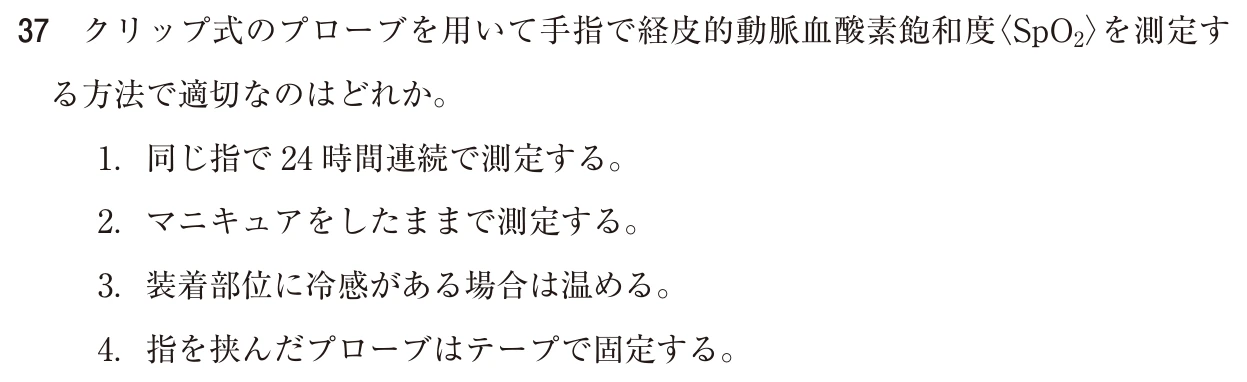 37 クリップ式のプローブを用いて手指で経皮的動脈血酸素飽和度〈SpO₂〉を測定す
る方法で適切なのはどれか。
1. 同じ指で 24 時間連続で測定する。
2. マニキュアをしたままで測定する。
3. 装着部位に冷感がある場合は温める。
4. 指を挟んだプローブはテープで固定する。